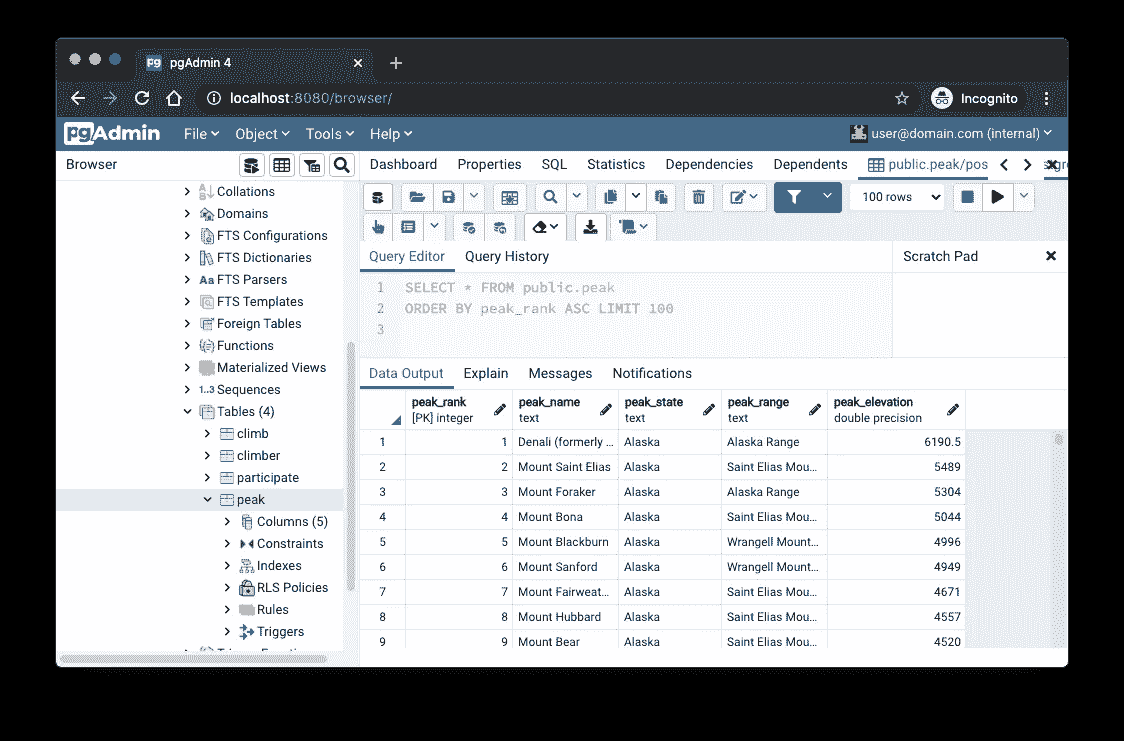 pg pgAdmin 4
localhost:8080/browser/
Incognito
pgAdmin File Object Tools Help user@domain.com (internal)
Browser
Dashboard Properties SQL Statistics Dependencies Dependents public.peak/pos
100 rows
Collations
Domains
FTS Configurations
FTS Dictionaries
Aa FTS Parsers
FTS Templates
Foreign Tables
Functions
Materialized Views
1..3 Sequences
Tables (4)
climb
climber
participate
peak
Columns (5)
Constraints
Indexes
RLS Policies
Rules
Triggers
Query Editor Query History
Scratch Pad
1 SELECT * FROM public.peak
2 ORDER BY peak_rank ASC LIMIT 100
3
Data Output Explain Messages Notifications
peak_rank peak_name peak_state peak_range peak_elevation
[PK] integer text text text double precision
1 1 Denali (formerly ... Alaska Alaska Range 6190.5
2 2 Mount Saint Elias Alaska Saint Elias Mou... 5489
3 3 Mount Foraker Alaska Alaska Range 5304
4 4 Mount Bona Alaska Saint Elias Mou... 5044
5 5 Mount Blackburn Alaska Wrangell Mount... 4996
6 6 Mount Sanford Alaska Wrangell Mount... 4949
7 7 Mount Fairweat... Alaska Saint Elias Mou... 4671
8 8 Mount Hubbard Alaska Saint Elias Mou... 4557
9 9 Mount Bear Alaska Saint Elias Mou... 4520